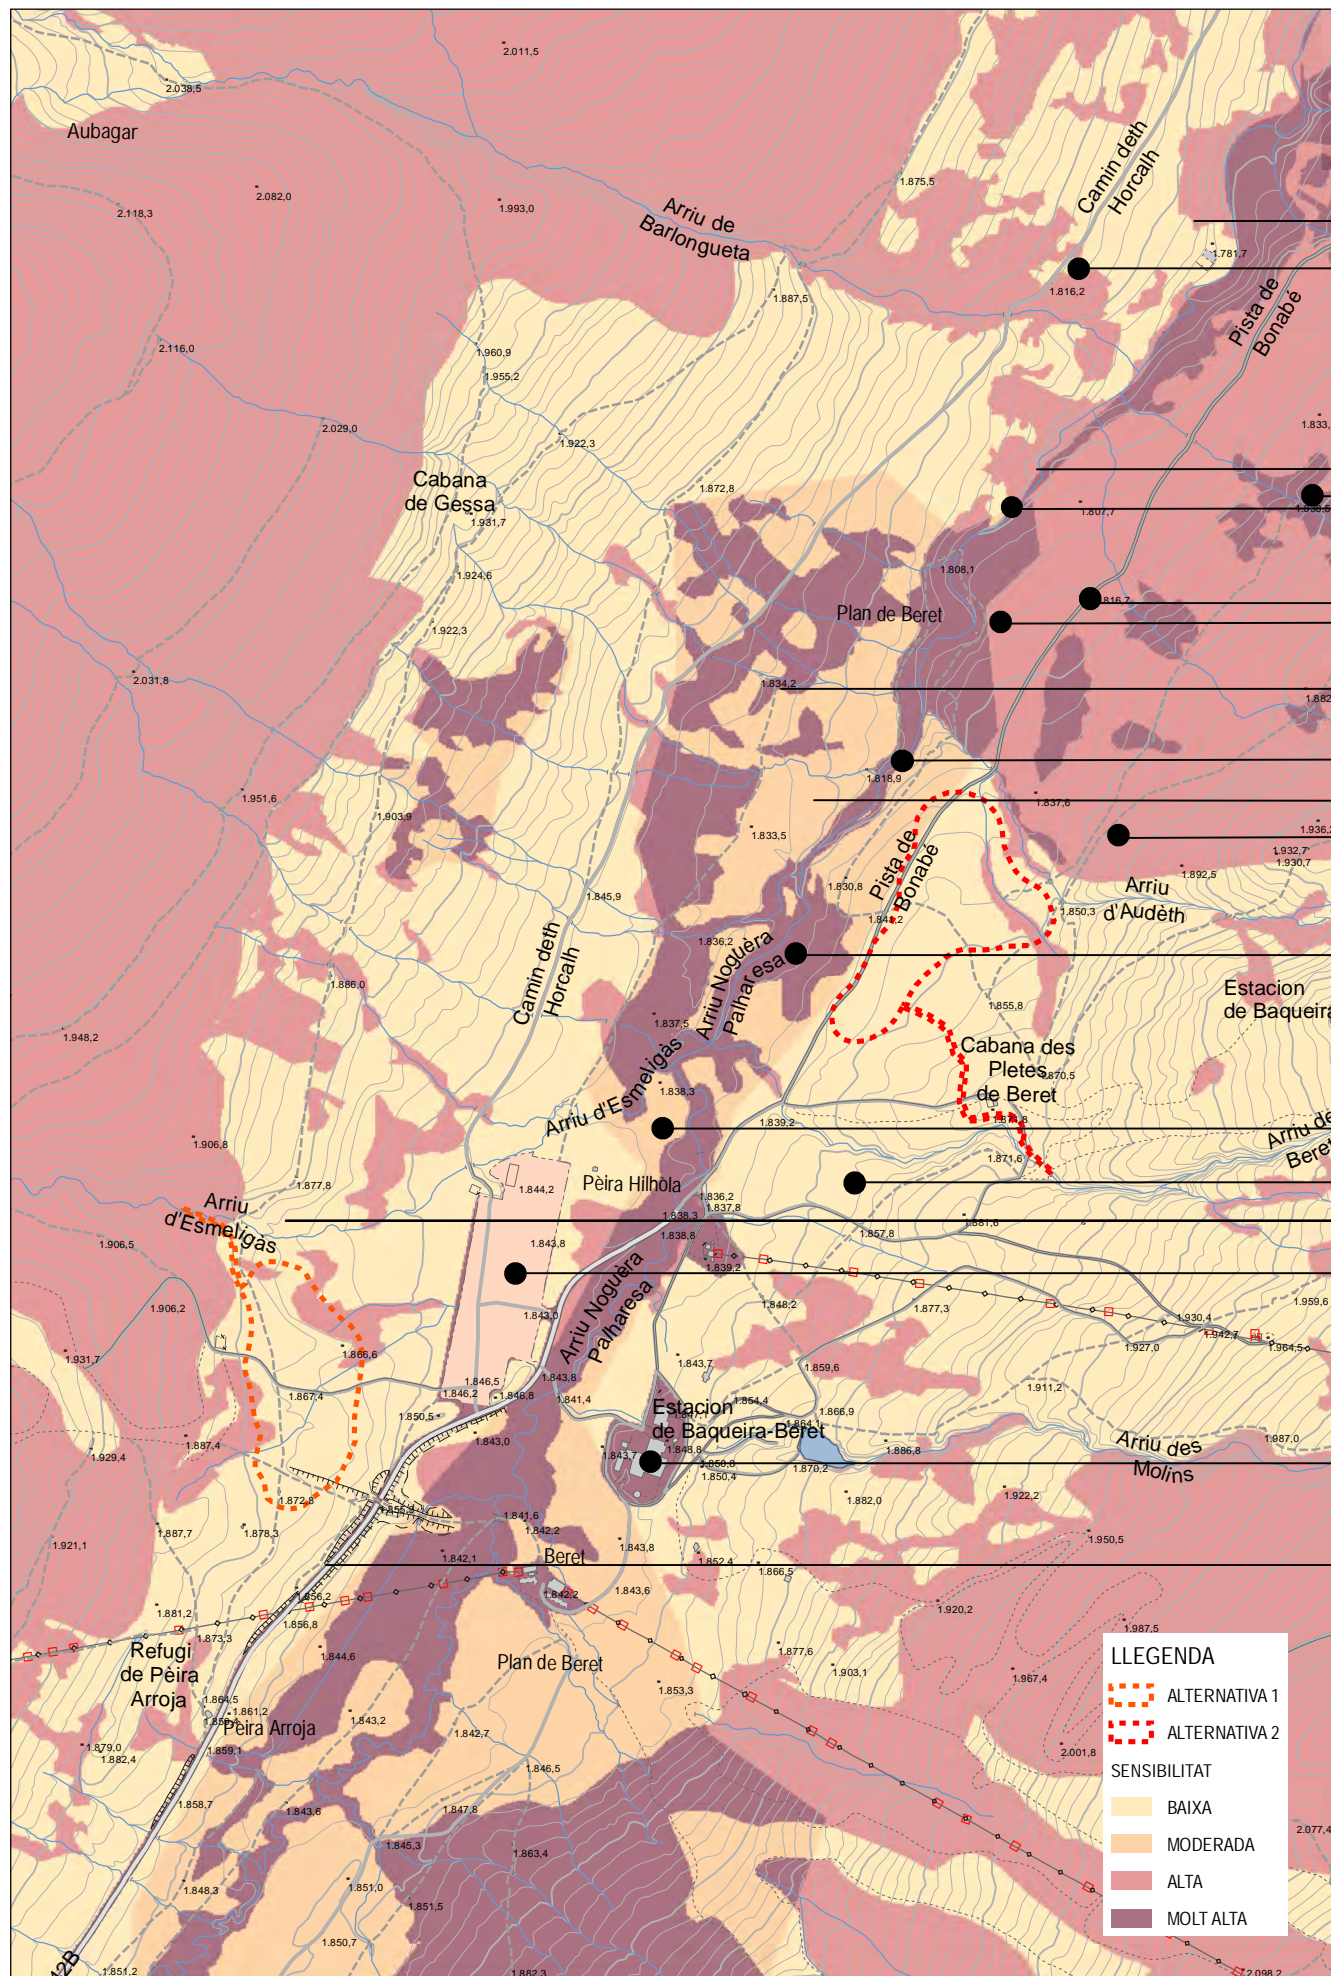 2.011,5
2.038,5
Aubagar
2.082,0
2.118,3
1.993,0
1.875,5
Arriu de
Barlongueta
Camin deth
Horcalh
1.781,7
1.816,2
1.887,5
Pista de
Bonabé
2.116,0
1.960,9
1.955,2
2.029,0
1.922,3
1.833,
Cabana
de Gessa
1.931,7
1.872,8
1.807,7
1.924,6
1.808,1
1.816,7
Plan de Beret
1.922,3
2.031,8
1.834,2
1.882
1.818,9
1.951,6
1.903,9
1.837,6
1.833,5
1.936,
1.932,7
1.930,7
1.892,5
Pista de
Bonabé
1.830,8
Arriu
d'Audèth
1.845,9
1.850,3
1.836,2
Camin deth
Horcalh
Arriu Noguèra
Palharesa
1.886,0
Estacion
de Baqueira
1.855,8
1.837,5
1.948,2
Cabana des
Pletes
de Beret
1.870,5
Arriu d'Esmeligàs
1.838,3
1.839,2
1.871,8
1.906,8
Arriu de
Beret
1.871,6
1.844,2
Pèira Hilhòla
1.877,8
1.836,2
1.837,8
Arriu
d'Esmeligàs
1.838,3
1.881,6
1.857,8
1.838,8
1.906,5
1.843,8
1.839,2
1.906,2
1.848,2
1.877,3
1.959,6
1.843,0
Arriu Noguèra
Palharesa
1.930,4
1.942,7
1.927,0
1.964,5
1.931,7
1.866,6
1.843,7
1.859,6
1.867,4
1.846,5
1.846,2
1.846,8
1.843,8
1.841,4
1.911,2
1.854,4
1.850,5
Estacion
de Baqueira-Beret
1.866,9
1.864,1
1.887,4
1.843,0
1.843,7
1.848,8
1.886,8
1.987,0
Arriu des
Molins
1.929,4
1.850,8
1.850,4
1.870,2
1.872,8
1.882,0
1.922,2
1.841,6
1.842,2
1.887,7
1.878,3
1.950,5
1.921,1
1.842,1
Beret
1.843,8
1.852,4
1.866,5
1.842,2
1.843,6
1.856,2
1.920,2
1.881,2
1.856,8
1.987,5
1.873,3
Refugi
de Pèira
Arroja
1.844,6
Plan de Beret
1.877,6
1.903,1
1.967,4
1.853,3
1.864,5
1.861,2
Pèira Arroja
1.843,2
1.842,7
1.859,1
1.879,0
1.882,4
2.001,8
1.846,5
1.858,7
1.843,6
1.847,8
2.077,4
1.845,3
1.863,4
1.848,3
1.851,0
1.851,5
1.850,7
1.851,2
1.882,3
2.098,2
42B
LLEGENDA
ALTERNATIVA 1
ALTERNATIVA 2
SENSIBILITAT
BAIXA
MODERADA
ALTA
MOLT ALTA